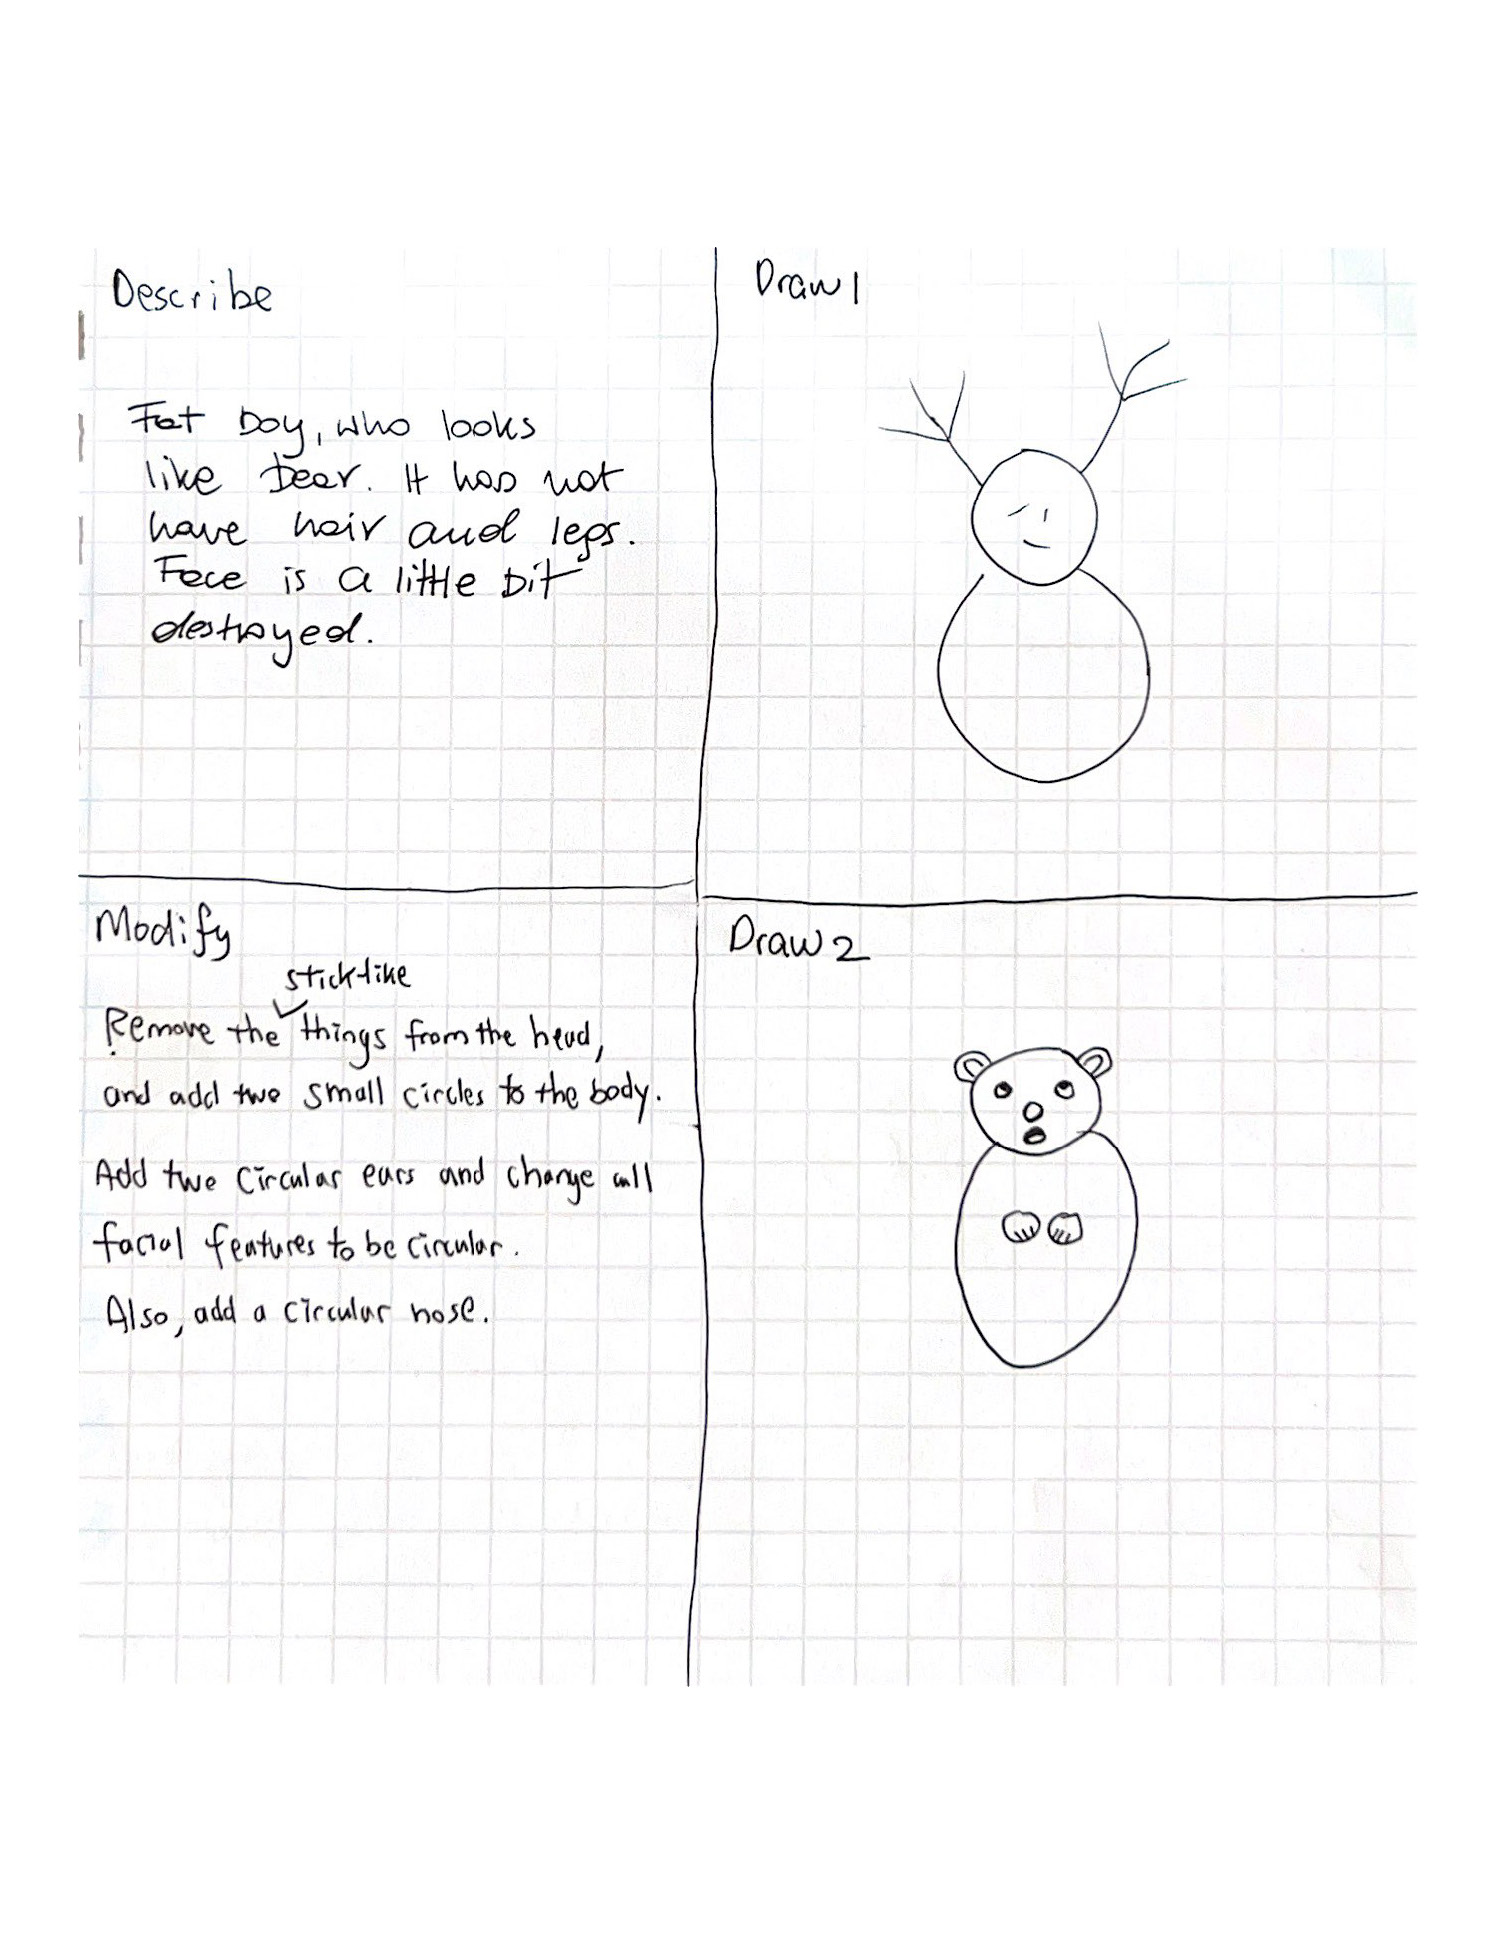 Describe
Fat boy, who looks
like bear. It has not
have hair and legs.
Face is a little bit
destroyed.
Draw 1
Modify
stick-like
Remove the things from the head,
and add two small circles to the body.
Add two circular ears and change all
facial features to be circular.
Also, add a circular nose.
Draw 2